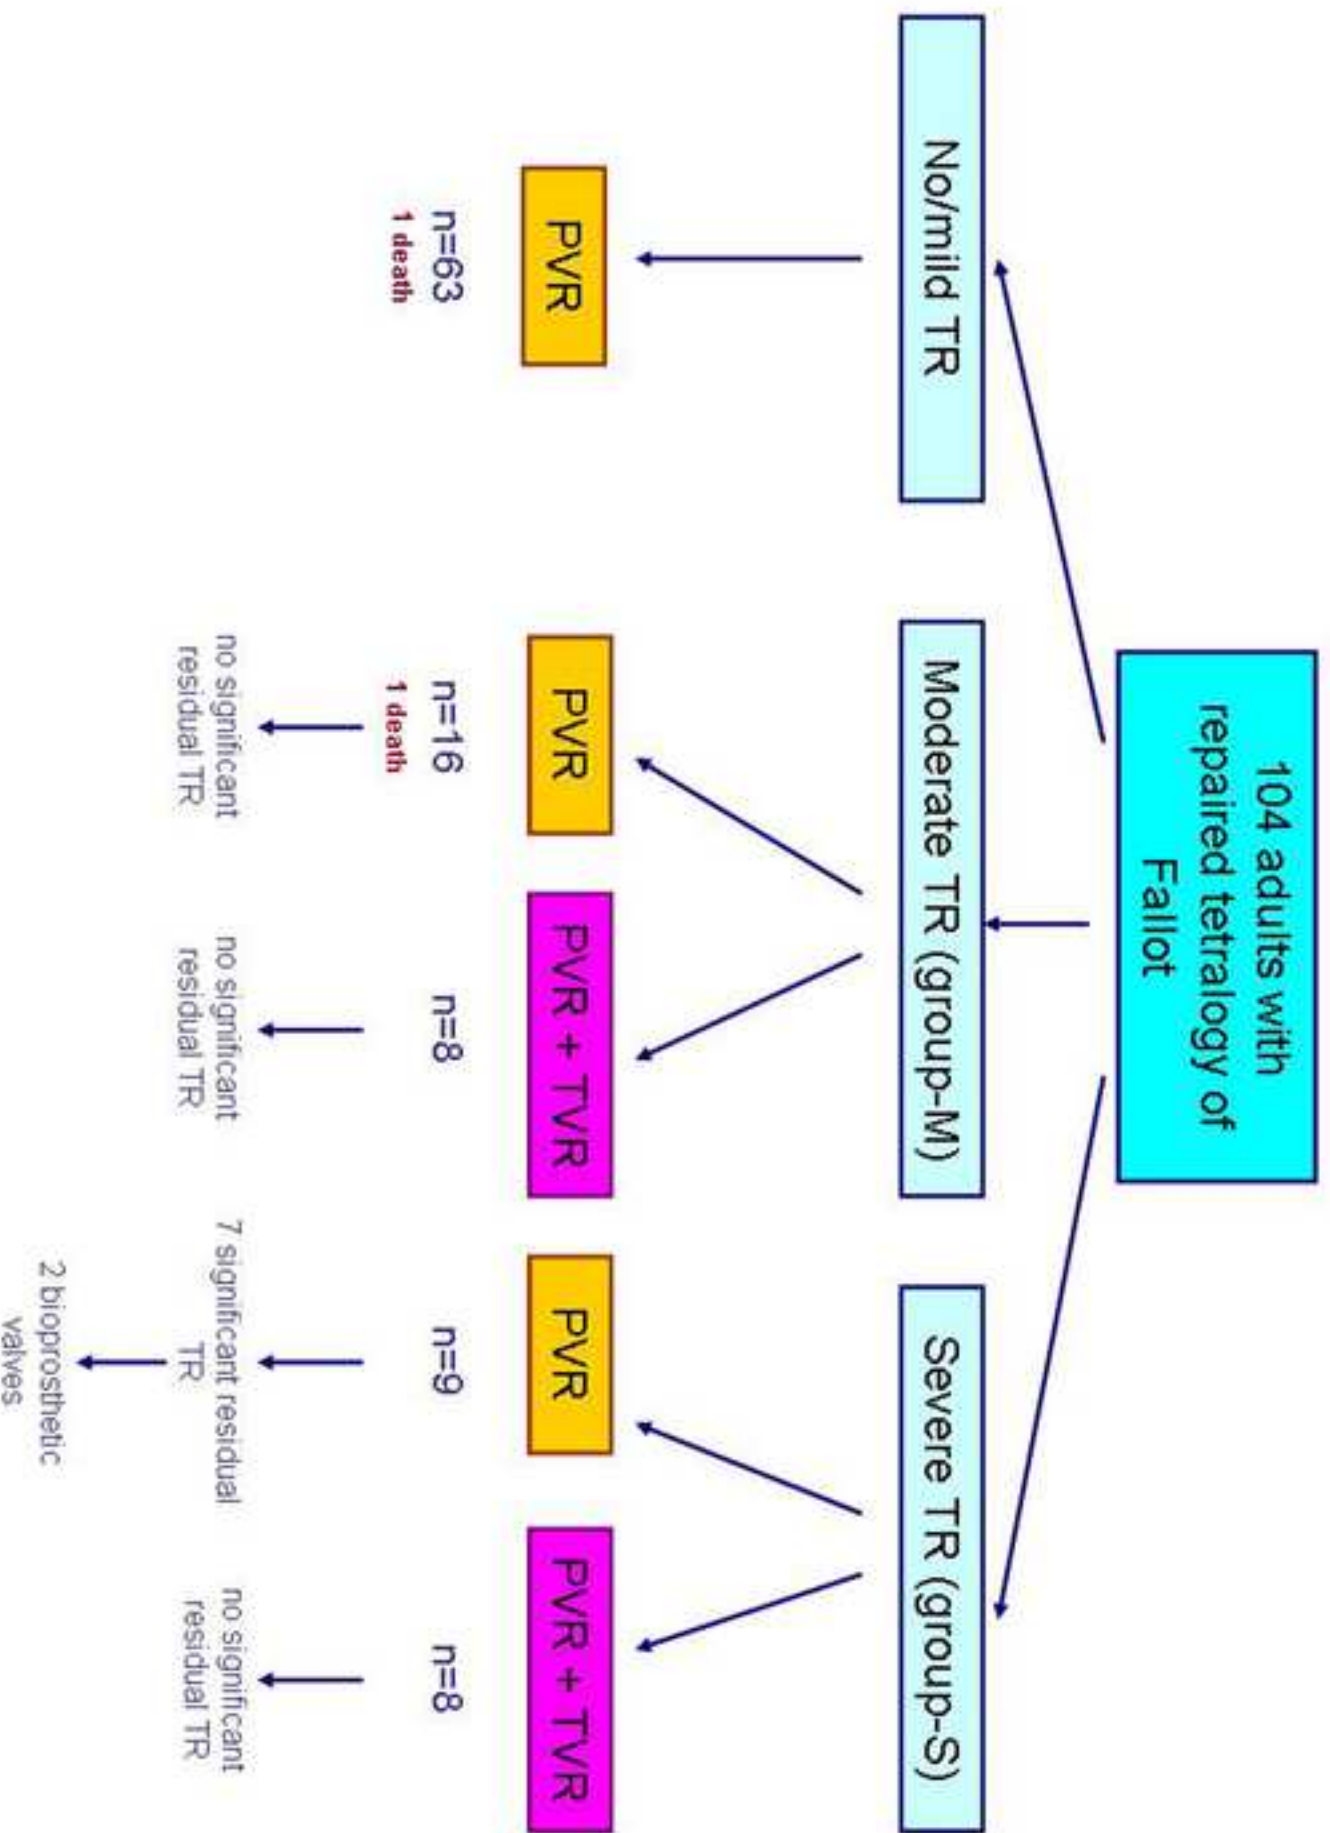 104 adults with
repaired tetralogy of
Fallot
No/mild TR
Moderate TR (group-M)
Severe TR (group-S)
PVR
PVR
PVR + TVR
PVR
PVR + TVR
n=63
1 death
n=16
1 death
n=8
n=9
n=8
no significant
residual TR
no significant
residual TR
7 significant residual
TR
no significant
residual TR
2 bioprosthetic
valves